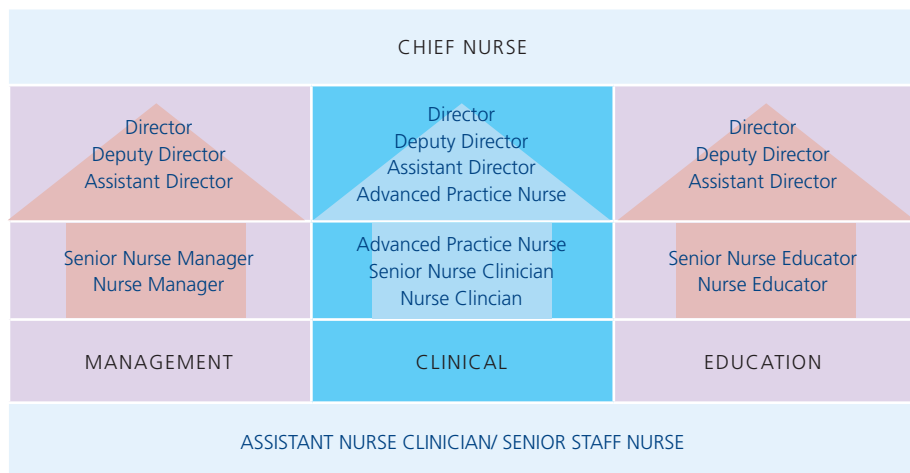 CHIEF NURSE
Director
Deputy Director
Assistant Director
Director
Deputy Director
Assistant Director
Advanced Practice Nurse
Director
Deputy Director
Assistant Director
Senior Nurse Manager
Nurse Manager
Advanced Practice Nurse
Senior Nurse Clinician
Nurse Clincian
Senior Nurse Educator
Nurse Educator
MANAGEMENT
CLINICAL
EDUCATION
ASSISTANT NURSE CLINICIAN/ SENIOR STAFF NURSE